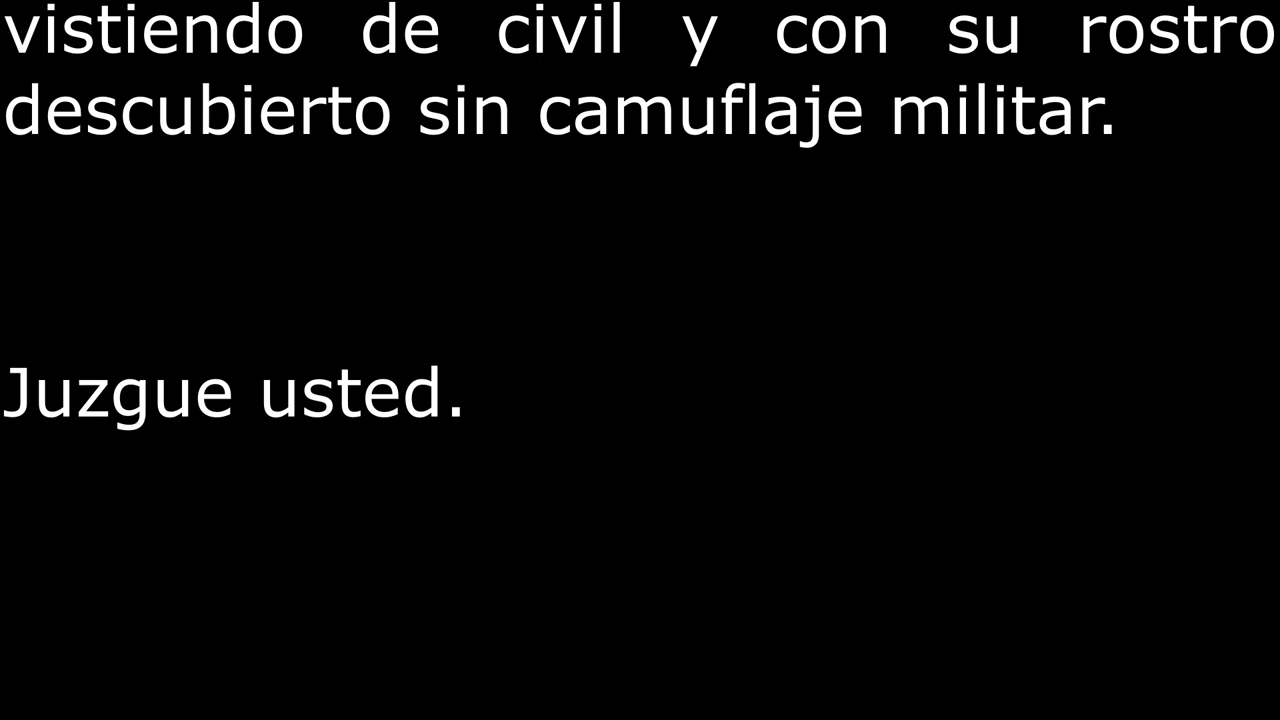 vistiendo de civil y con su rostro
descubierto sin camuflaje militar.
Juzgue usted.